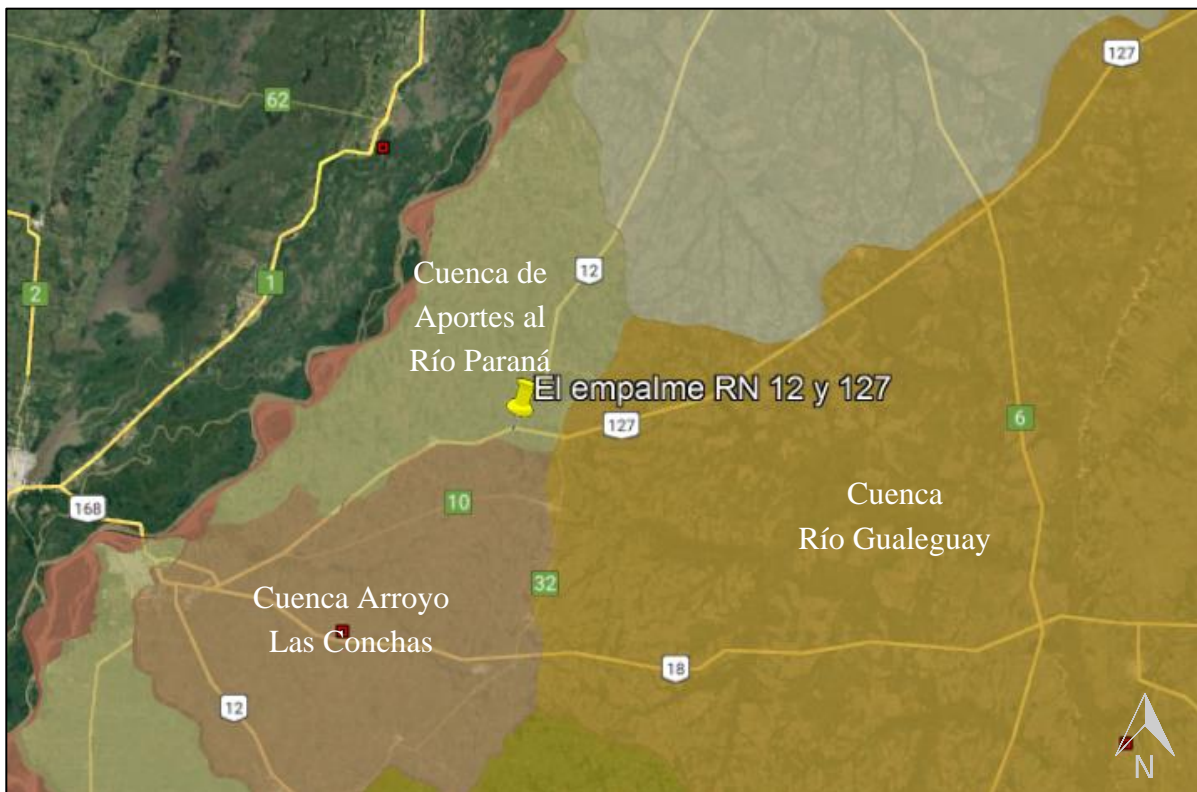 127
62
Cuenca de
Aportes al
Río Paraná
12
1
2
El empalme RN 12 y 127
127
6
168
10
Cuenca
Río Gualeguay
32
Cuenca Arroyo
Las Conchas
18
12
N